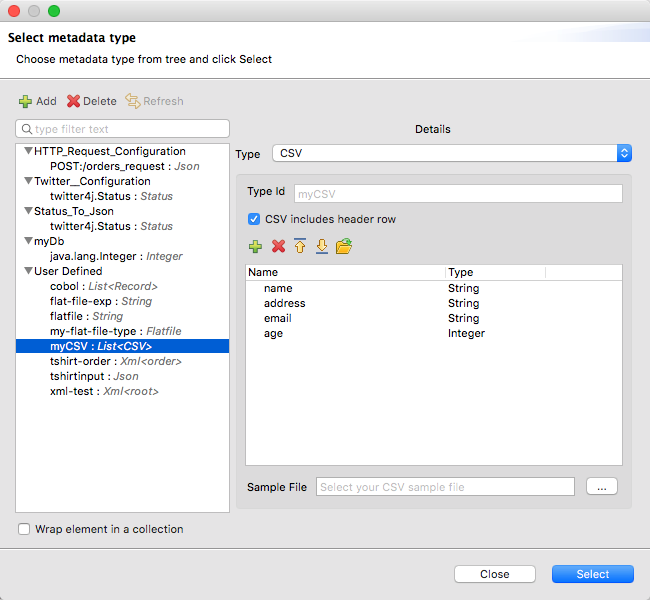 Select metadata type
Choose metadata type from tree and click Select
Add Delete Refresh
type filter text
Details
HTTP_Request_Configuration
POST:/orders_request : Json
Twitter__Configuration
twitter4j.Status : Status
Status_To_Json
twitter4j.Status : Status
myDb
java.lang.Integer : Integer
User Defined
cobol : List<Record>
flat-file-exp : String
flatfile : String
my-flat-file-type : Flatfile
myCSV : List<CSV>
tshirt-order : Xml<order>
tshirtinput : Json
xml-test : Xml<root>
Type CSV
Type Id myCSV
CSV includes header row
Name Type
name String
address String
email String
age Integer
Sample File Select your CSV sample file ...
Wrap element in a collection
Close Select